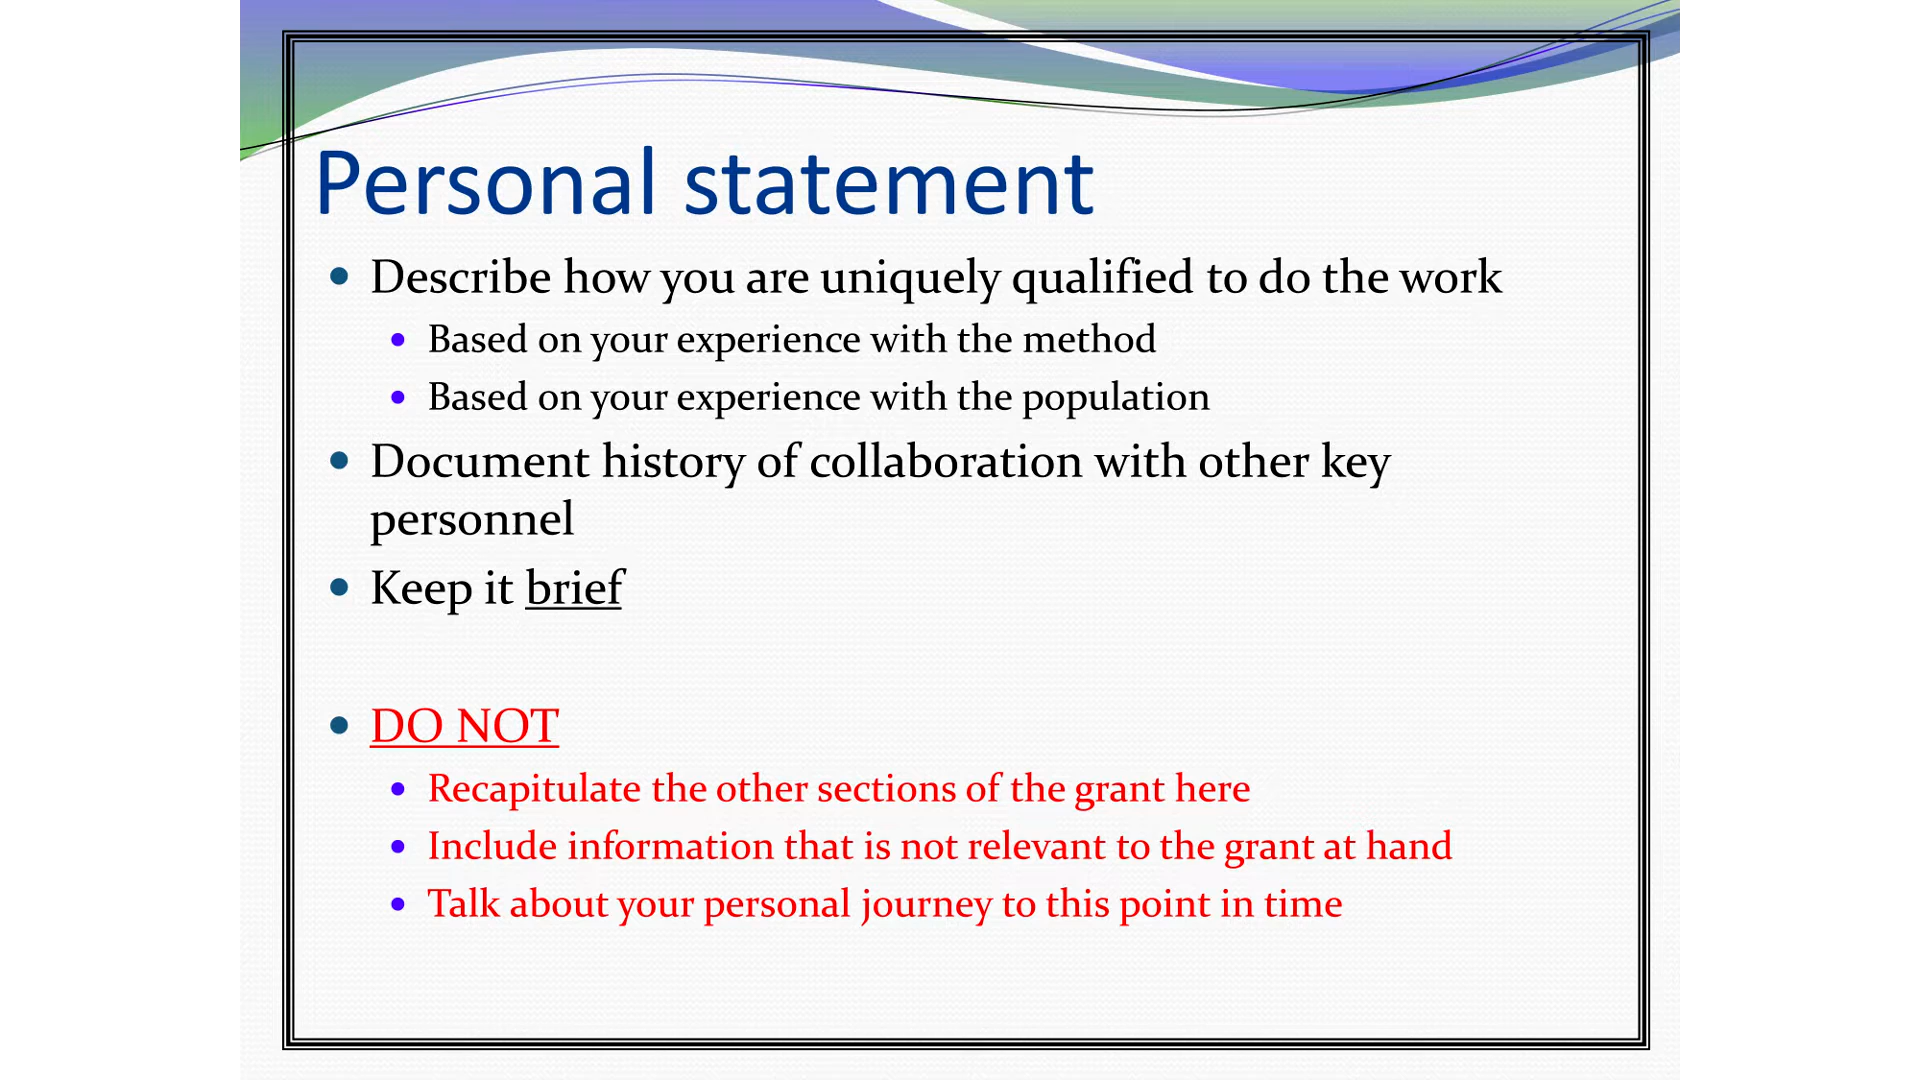 Personal statement
Describe how you are uniquely qualified to do the work
Based on your experience with the method
Based on your experience with the population
Document history of collaboration with other key
personnel
Keep it brief
DO NOT
Recapitulate the other sections of the grant here
Include information that is not relevant to the grant at hand
Talk about your personal journey to this point in time